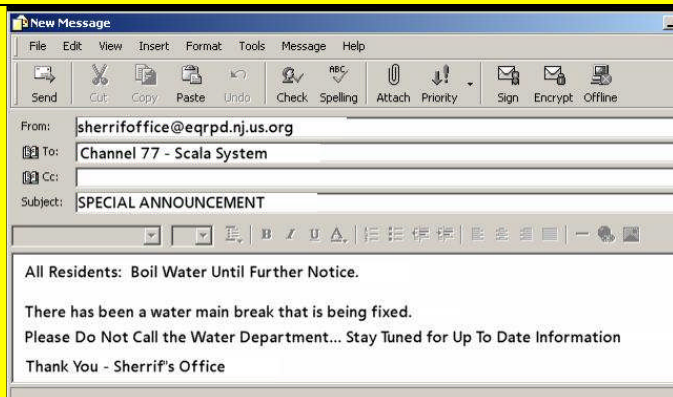 New Message
File Edit View Insert Format Tools Message Help
Send Cut Copy Paste Undo Check Spelling Attach Priority Sign Encrypt Offline
From: sherrifoffice@eqrpd.nj.us.org
To: Channel 77 - Scala System
Cc:
Subject: SPECIAL ANNOUNCEMENT
B I U A
All Residents: Boil Water Until Further Notice.
There has been a water main break that is being fixed.
Please Do Not Call the Water Department... Stay Tuned for Up To Date Information
Thank You - Sherrif"s Office